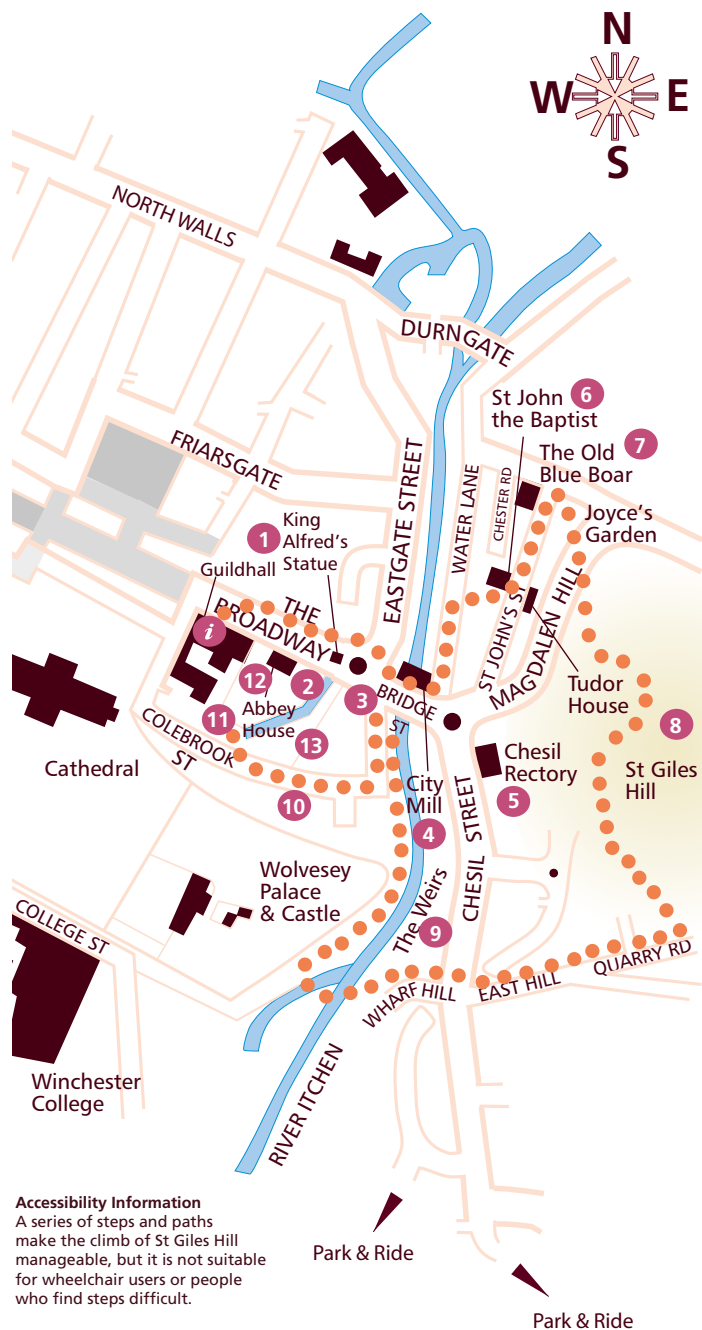 N
W E
S
NORTH WALLS
DURNGATE
FRIARSGATE
EASTGATE STREET
St John
the Baptist
6
The Old
Blue Boar
7
WATER LANE
CHESTER RD
Joyce's
Garden
1
King
Alfred's
Statue
Guildhall
i
THE
BROADWAY
ST JOHN'S ST
MAGDALEN HILL
Tudor
House
12
2
Abbey
House
3
BRIDGE
ST
11
13
COLEBROOK
ST
10
Cathedral
City
Mill
4
Chesil
Rectory
5
8
St Giles
Hill
CHESIL STREET
Wolvesey
Palace
& Castle
The Weirs
9
COLLEGE ST
WHARF HILL
EAST HILL
QUARRY RD
RIVER ITCHEN
Winchester
College
Accessibility Information
A series of steps and paths
make the climb of St Giles Hill
manageable, but it is not suitable
for wheelchair users or people
who find steps difficult.
Park & Ride
Park & Ride